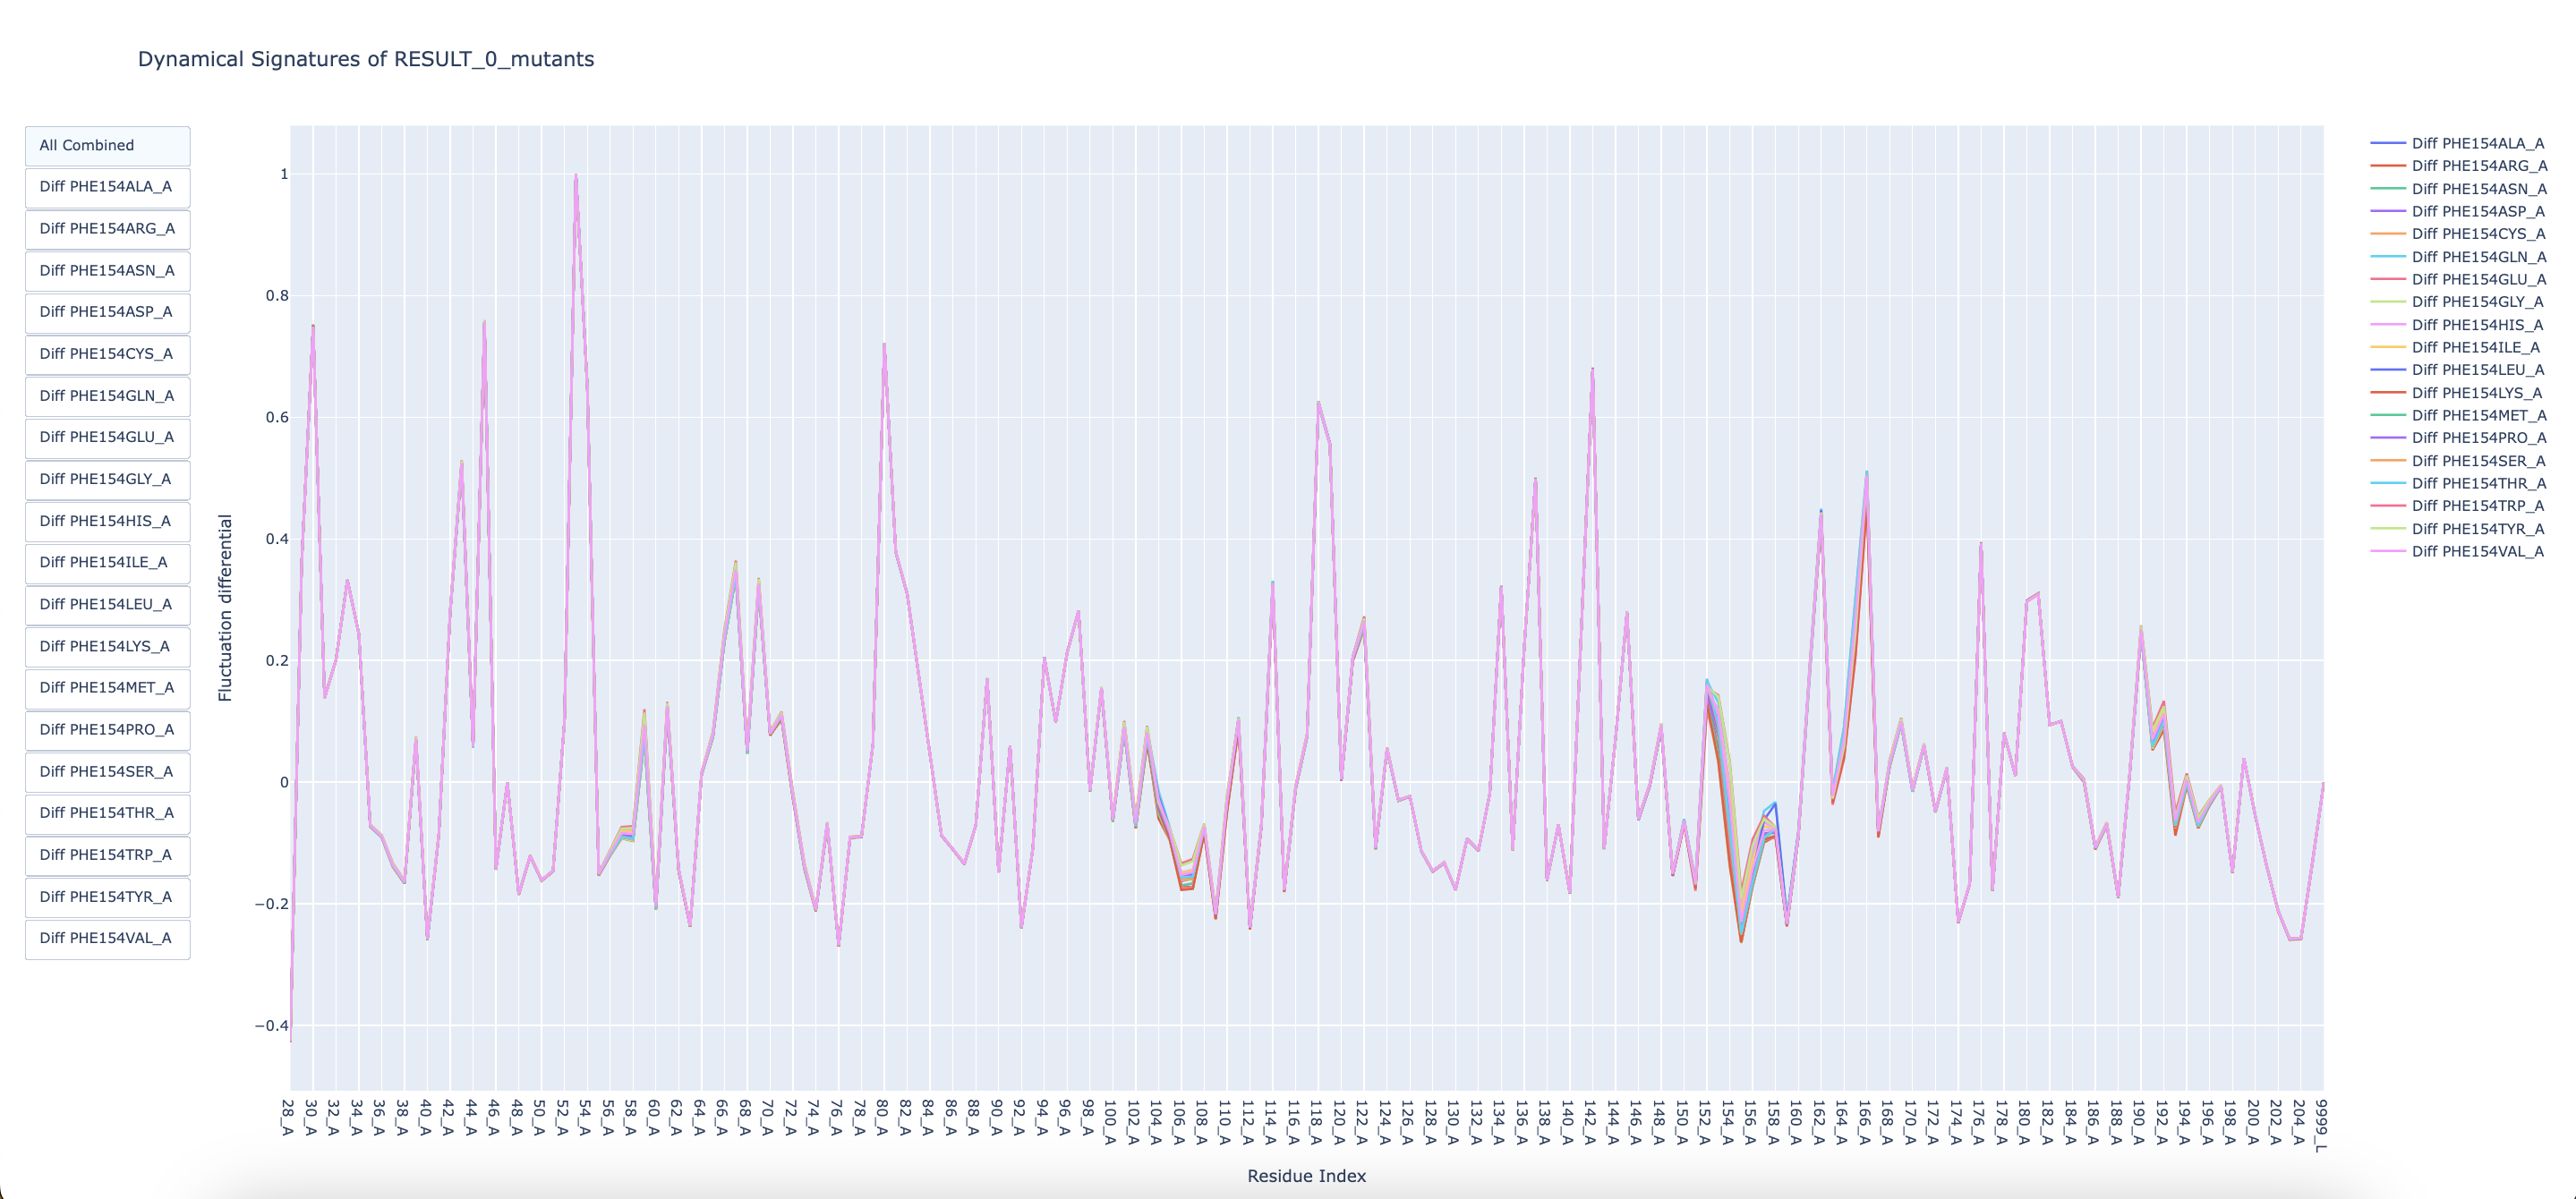 Dynamical Signatures of RESULT_0_mutants
All Combined
Diff PHE154ALA_A
Diff PHE154ARG_A
Diff PHE154ASN_A
Diff PHE154ASP_A
Diff PHE154CYS_A
Diff PHE154GLN_A
Diff PHE154GLU_A
Diff PHE154GLY_A
Diff PHE154HIS_A
Diff PHE154ILE_A
Diff PHE154LEU_A
Diff PHE154LYS_A
Diff PHE154MET_A
Diff PHE154PRO_A
Diff PHE154SER_A
Diff PHE154THR_A
Diff PHE154TRP_A
Diff PHE154TYR_A
Diff PHE154VAL_A
Fluctuation differential
1
0.8
0.6
0.4
0.2
0
−0.2
−0.4
28_A
30_A
32_A
34_A
36_A
38_A
40_A
42_A
44_A
46_A
48_A
50_A
52_A
54_A
56_A
58_A
60_A
62_A
64_A
66_A
68_A
70_A
72_A
74_A
76_A
78_A
80_A
82_A
84_A
86_A
88_A
90_A
92_A
94_A
96_A
98_A
100_A
102_A
104_A
106_A
108_A
110_A
112_A
114_A
116_A
118_A
120_A
122_A
124_A
126_A
128_A
130_A
132_A
134_A
136_A
138_A
140_A
142_A
144_A
146_A
148_A
150_A
152_A
154_A
156_A
158_A
160_A
162_A
164_A
166_A
168_A
170_A
172_A
174_A
176_A
178_A
180_A
182_A
184_A
186_A
188_A
190_A
192_A
194_A
196_A
198_A
200_A
202_A
204_A
9999_L
Residue Index
Diff PHE154ALA_A
Diff PHE154ARG_A
Diff PHE154ASN_A
Diff PHE154ASP_A
Diff PHE154CYS_A
Diff PHE154GLN_A
Diff PHE154GLU_A
Diff PHE154GLY_A
Diff PHE154HIS_A
Diff PHE154ILE_A
Diff PHE154LEU_A
Diff PHE154LYS_A
Diff PHE154MET_A
Diff PHE154PRO_A
Diff PHE154SER_A
Diff PHE154THR_A
Diff PHE154TRP_A
Diff PHE154TYR_A
Diff PHE154VAL_A